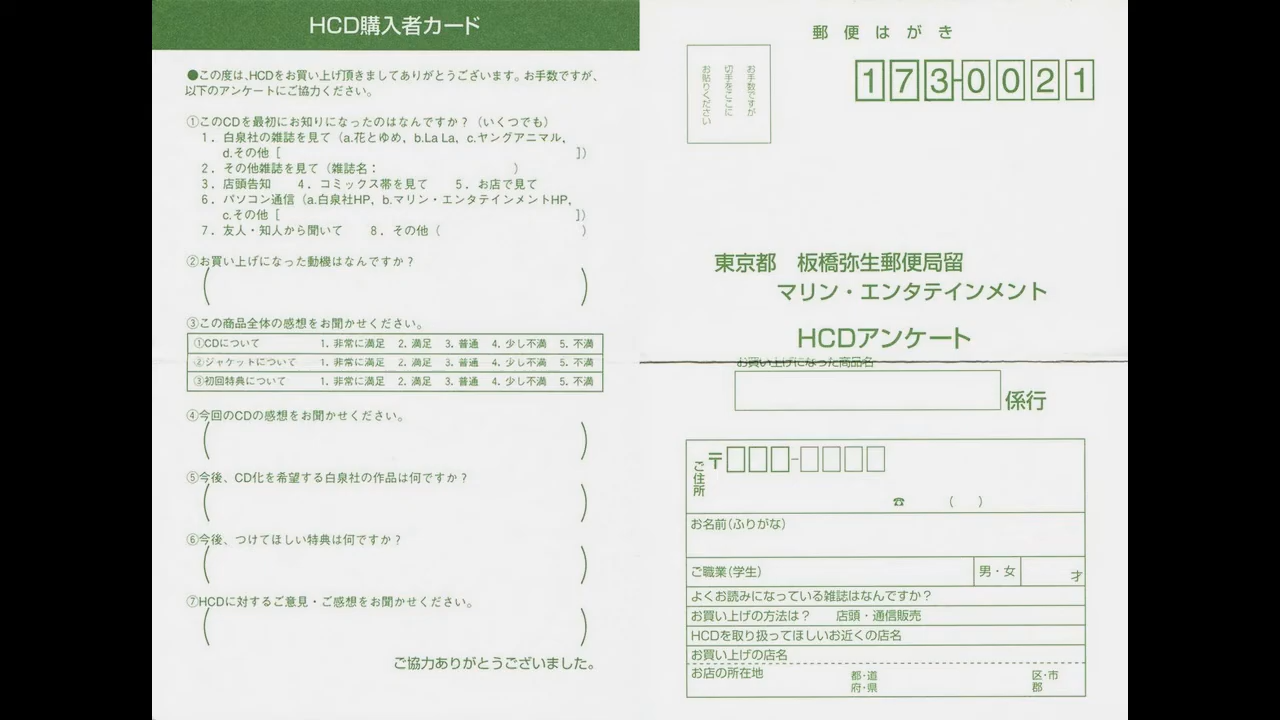 HCD購入者カード
●この度は、HCDをお買い上げ頂きましてありがとうございます。お手数ですが、
以下のアンケートにご協力ください。
①このCDを最初にお知りになったのはなんですか？（いくつでも）
1．白泉社の雑誌を見て（a.花とゆめ，b.La La，c.ヤングアニマル，
d.その他［　］）
2．その他雑誌を見て（雑誌名：　）
3．店頭告知　4．コミックス帯を見て　5．お店で見て
6．パソコン通信（a.白泉社HP，b.マリン・エンタテインメントHP，
c.その他［　］）
7．友人・知人から聞いて　8．その他（　）
②お買い上げになった動機はなんですか？
（　）
③この商品全体の感想をお聞かせください。
①CDについて　1. 非常に満足　2. 満足　3. 普通　4. 少し不満　5. 不満
②ジャケットについて　1. 非常に満足　2. 満足　3. 普通　4. 少し不満　5. 不満
③初回特典について　1. 非常に満足　2. 満足　3. 普通　4. 少し不満　5. 不満
④今回のCDの感想をお聞かせください。
（　）
⑤今後、CD化を希望する白泉社の作品は何ですか？
（　）
⑥今後、つけてほしい特典は何ですか？
（　）
⑦HCDに対するご意見・ご感想をお聞かせください。
（　）
ご協力ありがとうございました。
郵便はがき
お手数ですが
切手をここに
お貼りください
173-0021
東京都　板橋弥生郵便局留
マリン・エンタテインメント
HCDアンケート
お買い上げになった商品名
係行
ご住所
〒　-
☎　（　）
お名前(ふりがな)
ご職業(学生)　男・女　才
よくお読みになっている雑誌はなんですか？
お買い上げの方法は？　店頭・通信販売
HCDを取り扱ってほしいお近くの店名
お買い上げの店名
お店の所在地　都・道　区・市
府・県　郡